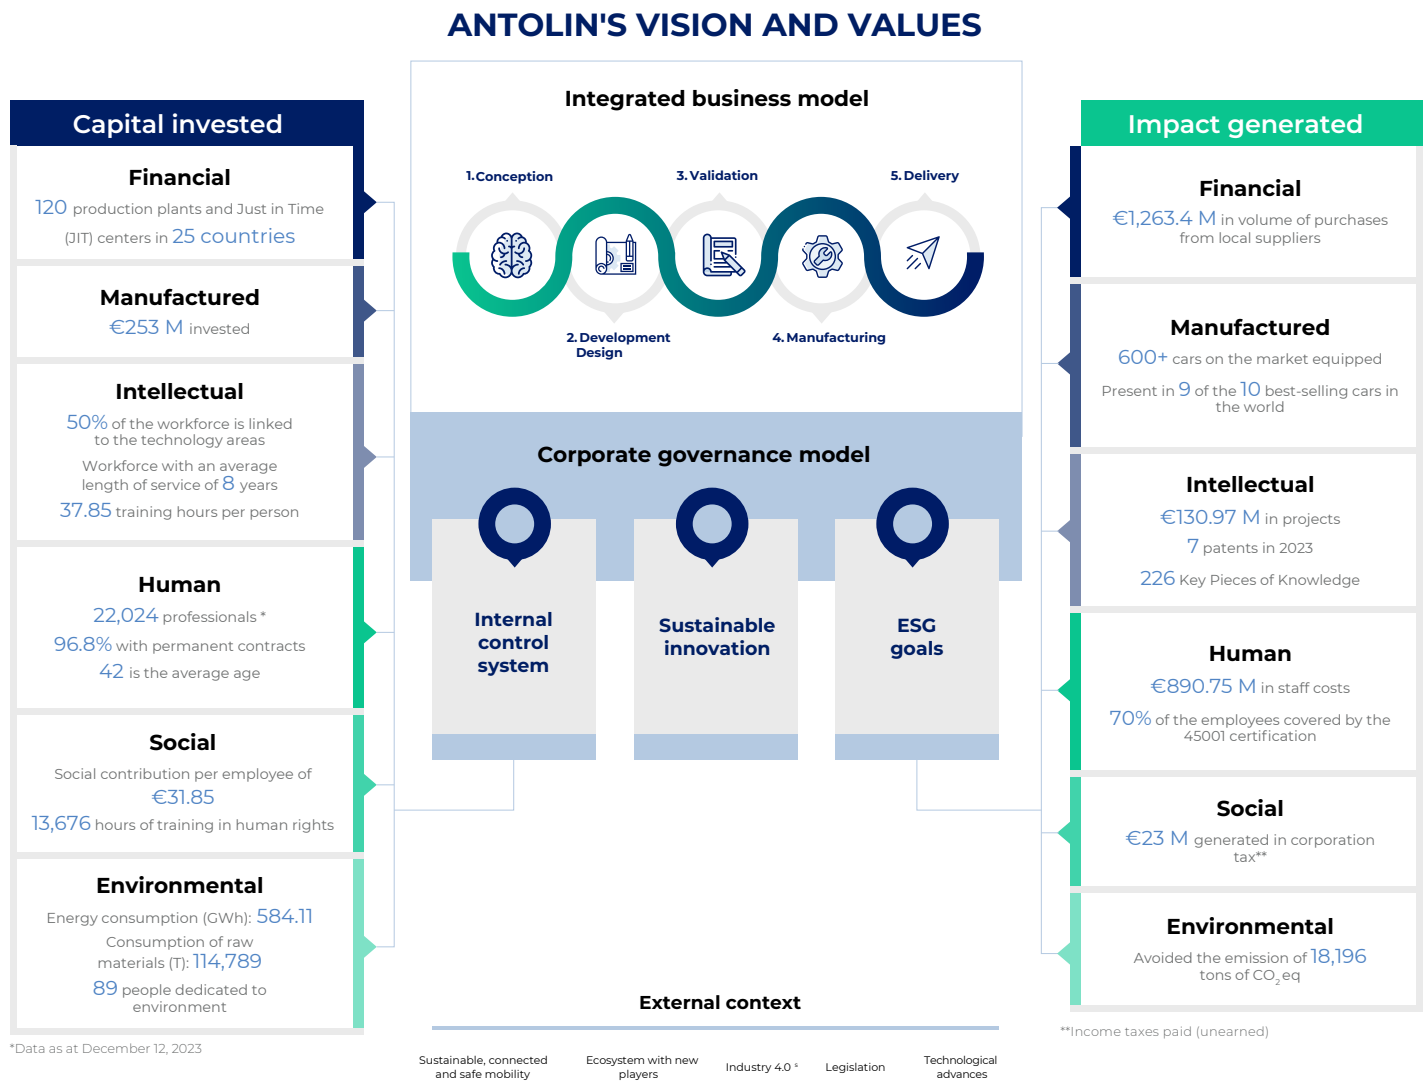 ANTOLIN'S VISION AND VALUES
Capital invested
Financial
120 production plants and Just in Time
(JIT) centers in 25 countries
Manufactured
€253 M invested
Intellectual
50% of the workforce is linked
to the technology areas
Workforce with an average
length of service of 8 years
37.85 training hours per person
Human
22,024 professionals *
96.8% with permanent contracts
42 is the average age
Social
Social contribution per employee of
€31.85
13,676 hours of training in human rights
Environmental
Energy consumption (GWh): 584.11
Consumption of raw
materials (T): 114,789
89 people dedicated to
environment
*Data as at December 12, 2023
Integrated business model
1. Conception
3. Validation
5. Delivery
2. Development
Design
4. Manufacturing
Corporate governance model
Internal
control
system
Sustainable
innovation
ESG
goals
External context
Sustainable, connected
and safe mobility
Ecosystem with new
players
Industry 4.0 ⁵
Legislation
Technological
advances
Impact generated
Financial
€1,263.4 M in volume of purchases
from local suppliers
Manufactured
600+ cars on the market equipped
Present in 9 of the 10 best-selling cars in
the world
Intellectual
€130.97 M in projects
7 patents in 2023
226 Key Pieces of Knowledge
Human
€890.75 M in staff costs
70% of the employees covered by the
45001 certification
Social
€23 M generated in corporation
tax**
Environmental
Avoided the emission of 18,196
tons of CO₂ eq
**Income taxes paid (unearned)